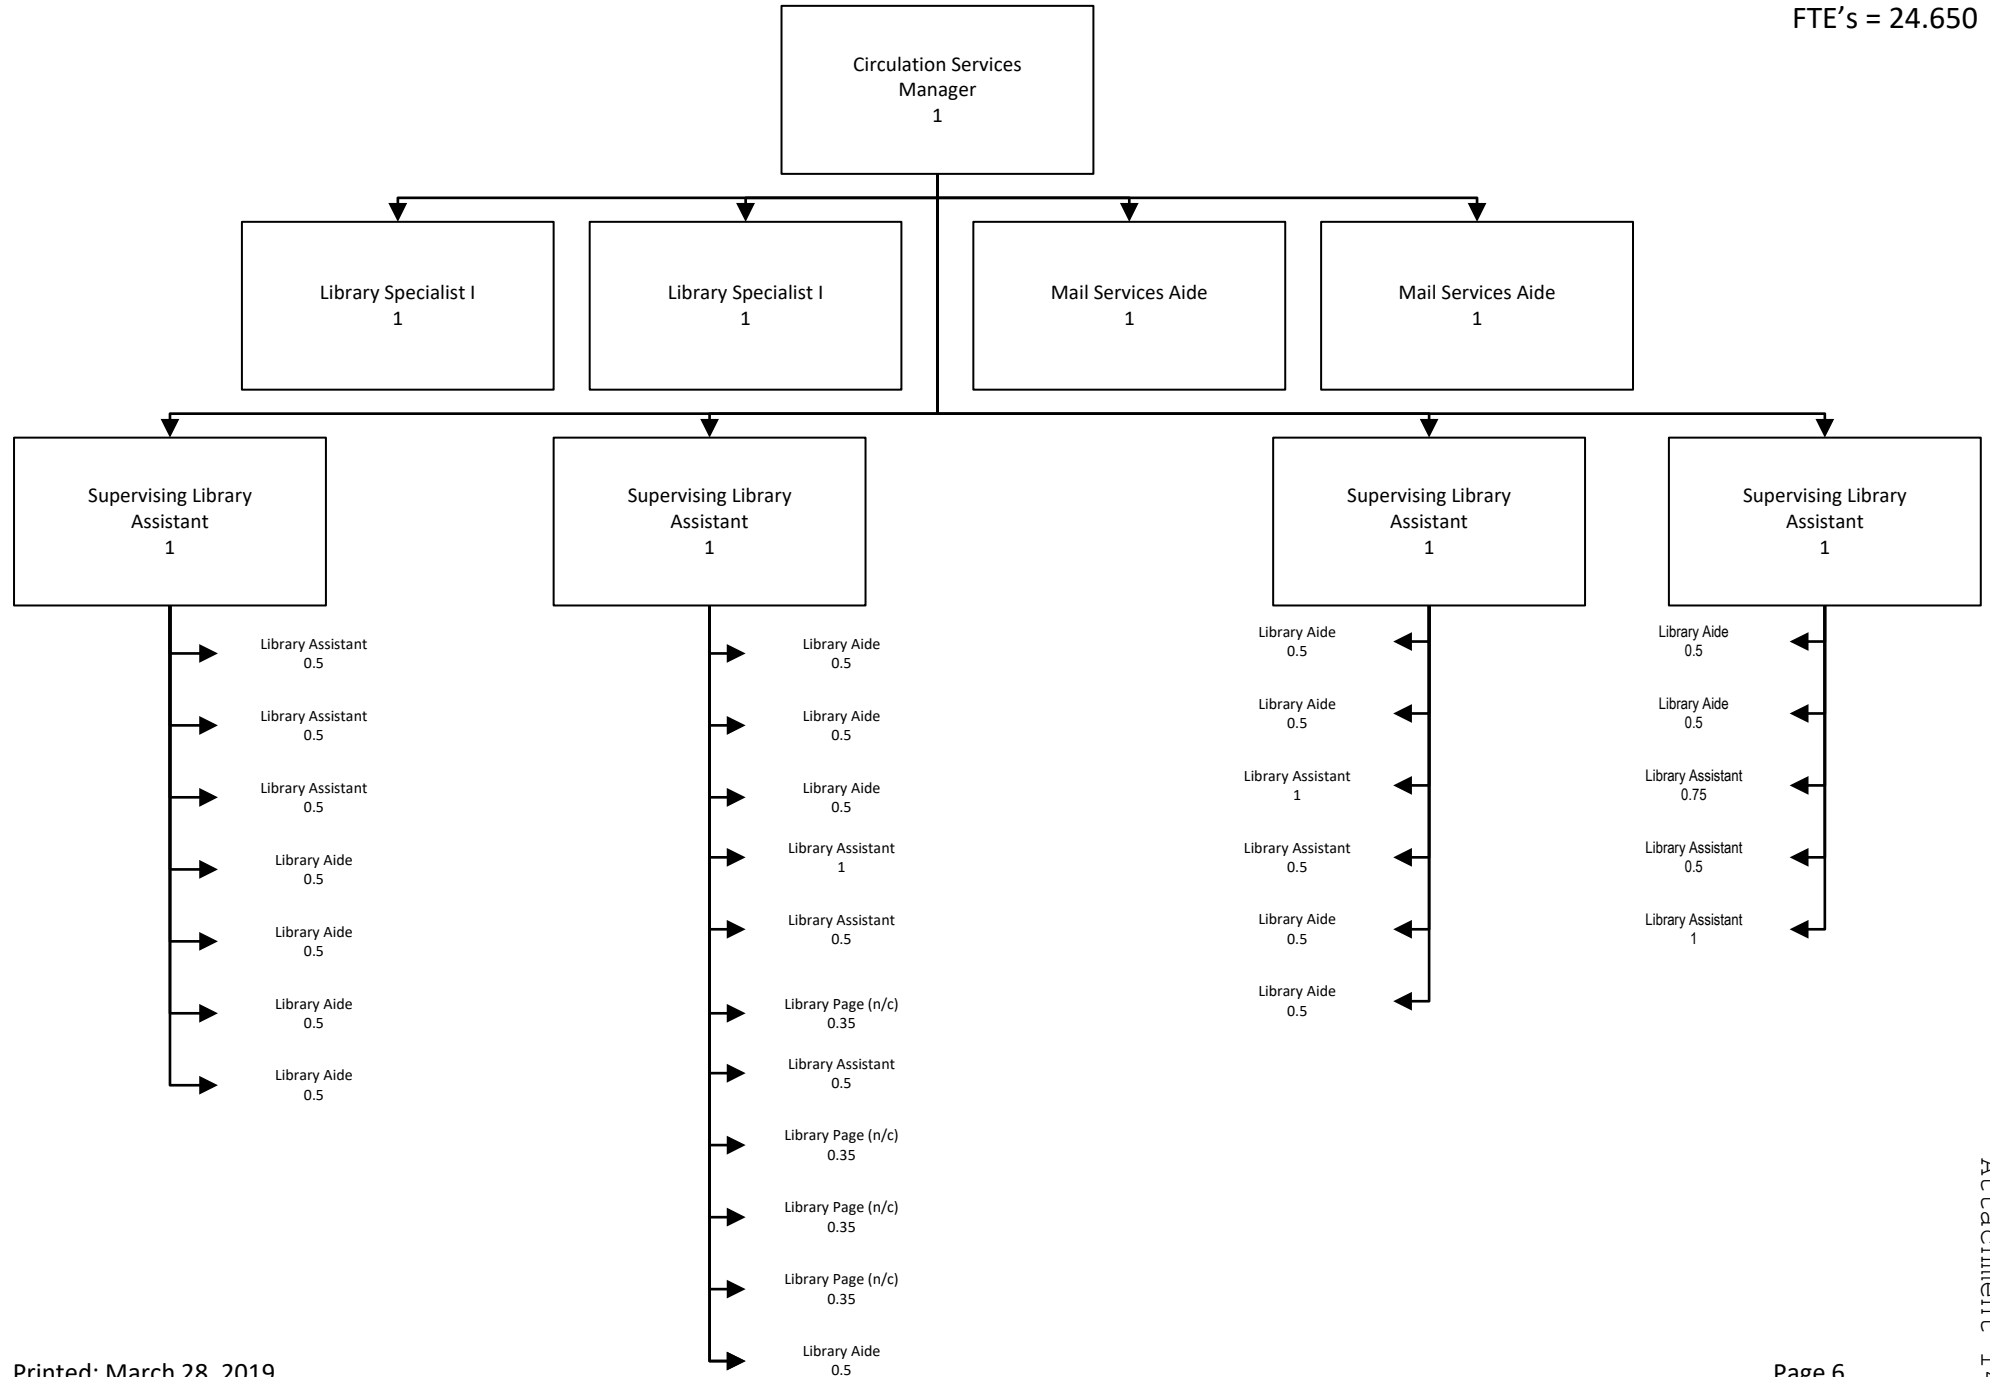 FTE's = 24.650
Circulation Services
Manager
1
Library Specialist I
1
Library Specialist I
1
Mail Services Aide
1
Mail Services Aide
1
Supervising Library
Assistant
1
Supervising Library
Assistant
1
Supervising Library
Assistant
1
Supervising Library
Assistant
1
Library Assistant
0.5
Library Assistant
0.5
Library Assistant
0.5
Library Aide
0.5
Library Aide
0.5
Library Aide
0.5
Library Aide
0.5
Library Aide
0.5
Library Aide
0.5
Library Aide
0.5
Library Assistant
1
Library Assistant
0.5
Library Page (n/c)
0.35
Library Assistant
0.5
Library Page (n/c)
0.35
Library Page (n/c)
0.35
Library Page (n/c)
0.35
Library Aide
0.5
Library Aide
0.5
Library Aide
0.5
Library Assistant
1
Library Assistant
0.5
Library Aide
0.5
Library Aide
0.5
Library Aide
0.5
Library Aide
0.5
Library Assistant
0.75
Library Assistant
0.5
Library Assistant
1
Attachment
Printed: March 28, 2019
Page 6